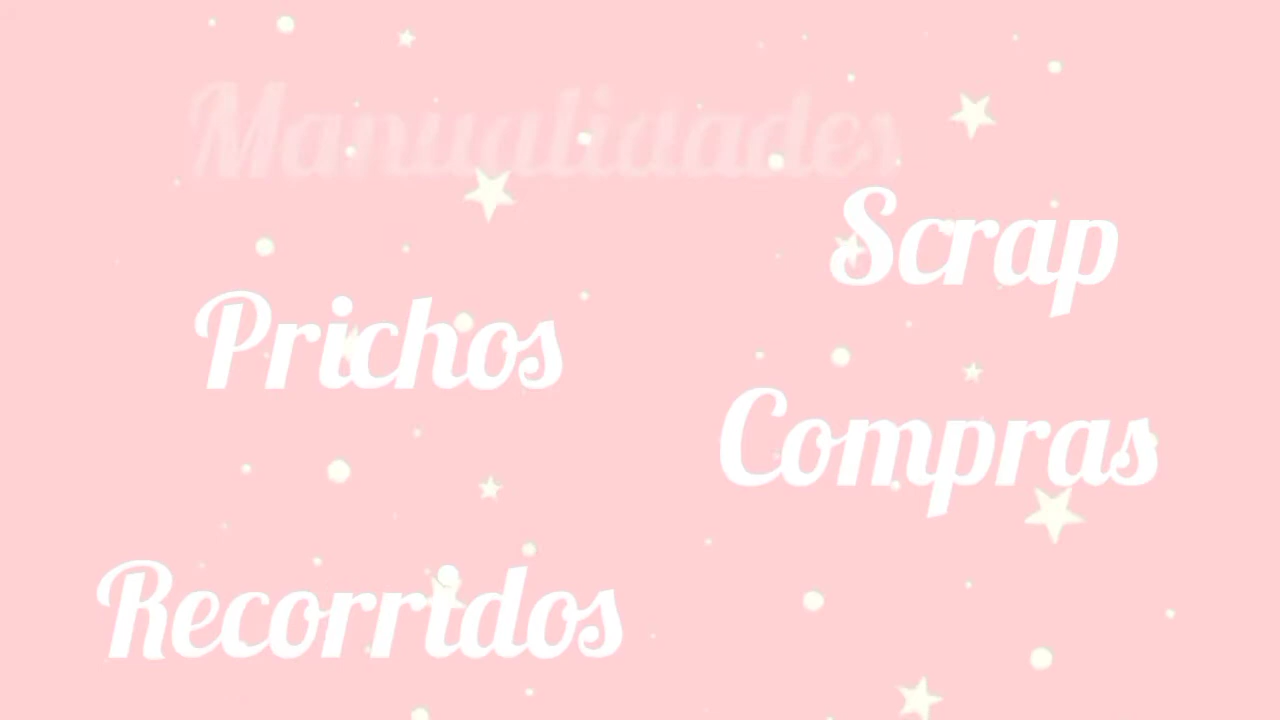 Manualidades
Scrap
Prichos
Compras
Recorridos